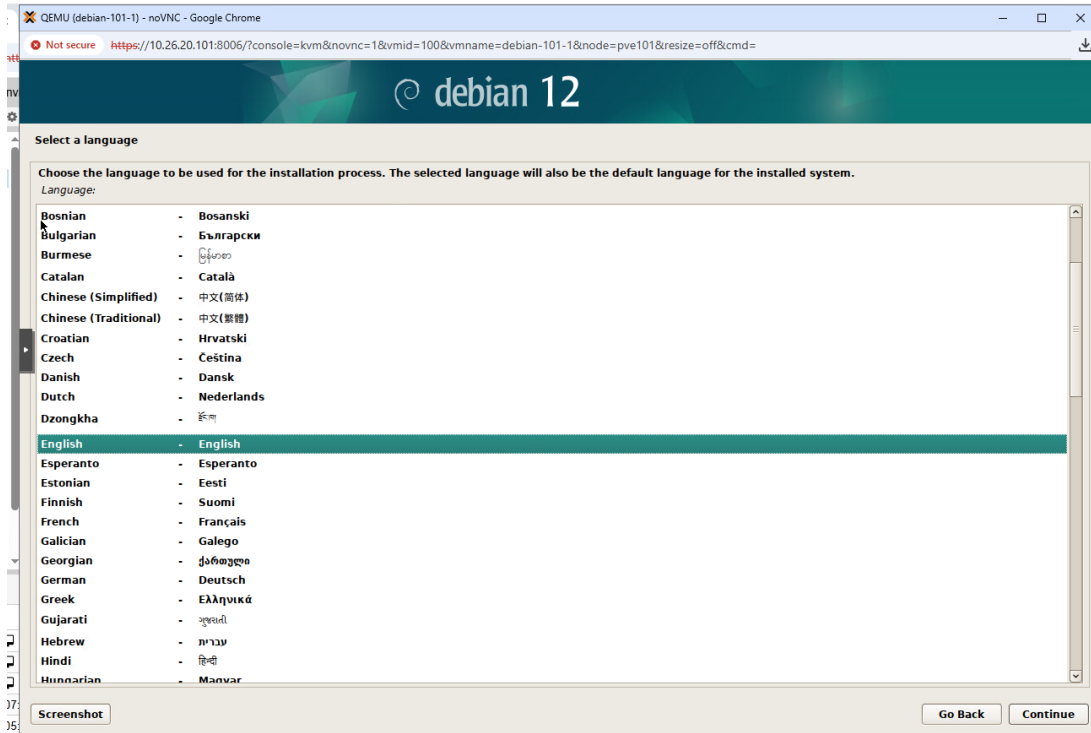 QEMU (debian-101-1) - noVNC - Google Chrome
Not secure https://10.26.20.101:8006/?console=kvm&novnc=1&vmid=100&vmname=debian-101-1&node=pve101&resize=off&cmd=
debian 12
Select a language
Choose the language to be used for the installation process. The selected language will also be the default language for the installed system.
Language:
Bosnian - Bosanski
Bulgarian - Български
Burmese - မြန်မာစာ
Catalan - Català
Chinese (Simplified) - 中文(简体)
Chinese (Traditional) - 中文(繁體)
Croatian - Hrvatski
Czech - Čeština
Danish - Dansk
Dutch - Nederlands
Dzongkha - རྫོང་ཁ།
English - English
Esperanto - Esperanto
Estonian - Eesti
Finnish - Suomi
French - Français
Galician - Galego
Georgian - ქართული
German - Deutsch
Greek - Ελληνικά
Gujarati - ગુજરાતી
Hebrew - עברית
Hindi - हिन्दी
Hungarian - Magyar
Screenshot Go Back Continue